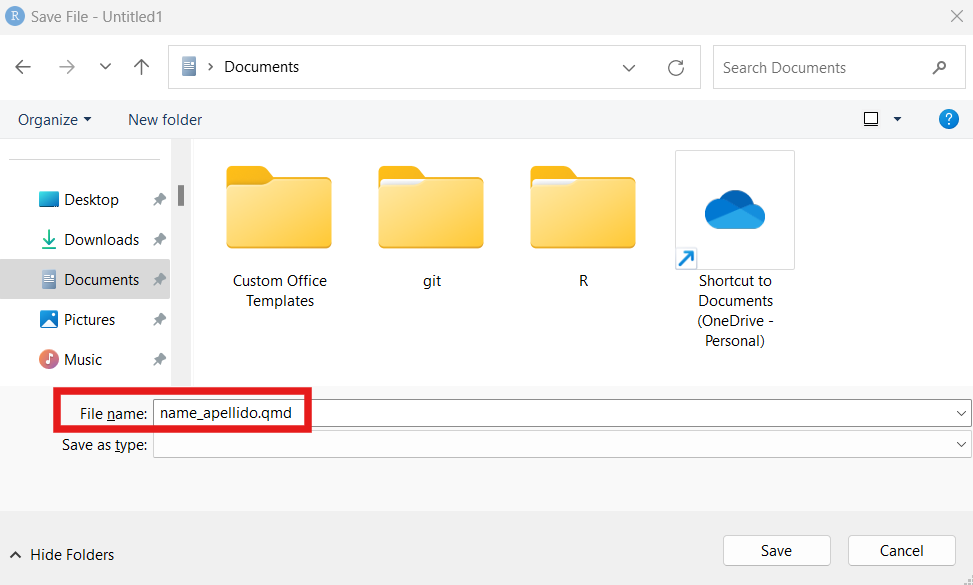 R Save File - Untitled1
Documents
Search Documents
Organize
New folder
?
Desktop
Downloads
Documents
Pictures
Music
Custom Office
Templates
git
R
Shortcut to
Documents
(OneDrive -
Personal)
File name: name_apellido.qmd
Save as type:
Hide Folders
Save
Cancel